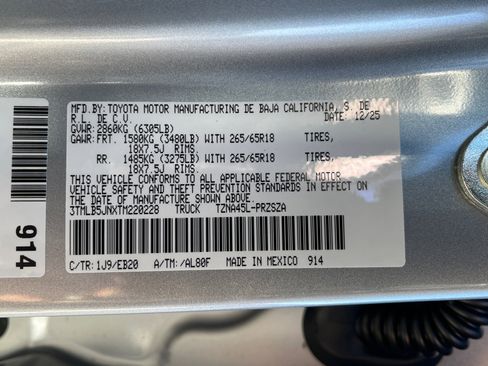 MFD.BY:TOYOTA MOTOR MANUFACTURING DE BAJA CALIFORNIA, S. DE
R.L. DE C.V. DATE: 12/25
GVWR: 2860KG (6305LB)
GAWR:FRT. 1580KG (3480LB) WITH 265/65R18 TIRES,
18X7.5J RIMS,
RR. 1485KG (3275LB) WITH 265/65R18 TIRES,
18X7.5J RIMS,
THIS VEHICLE CONFORMS TO ALL APPLICABLE FEDERAL MOTOR
VEHICLE SAFETY AND THEFT PREVENTION STANDARDS IN EFFECT ON
THE DATE OF MANUFACTURE SHOWN ABOVE.
3TMLB5JNXTM220228 TRUCK TZNA45L-PRZSZA
C/TR: 1J9/EB20 A/TM: /AL80F MADE IN MEXICO 914
914